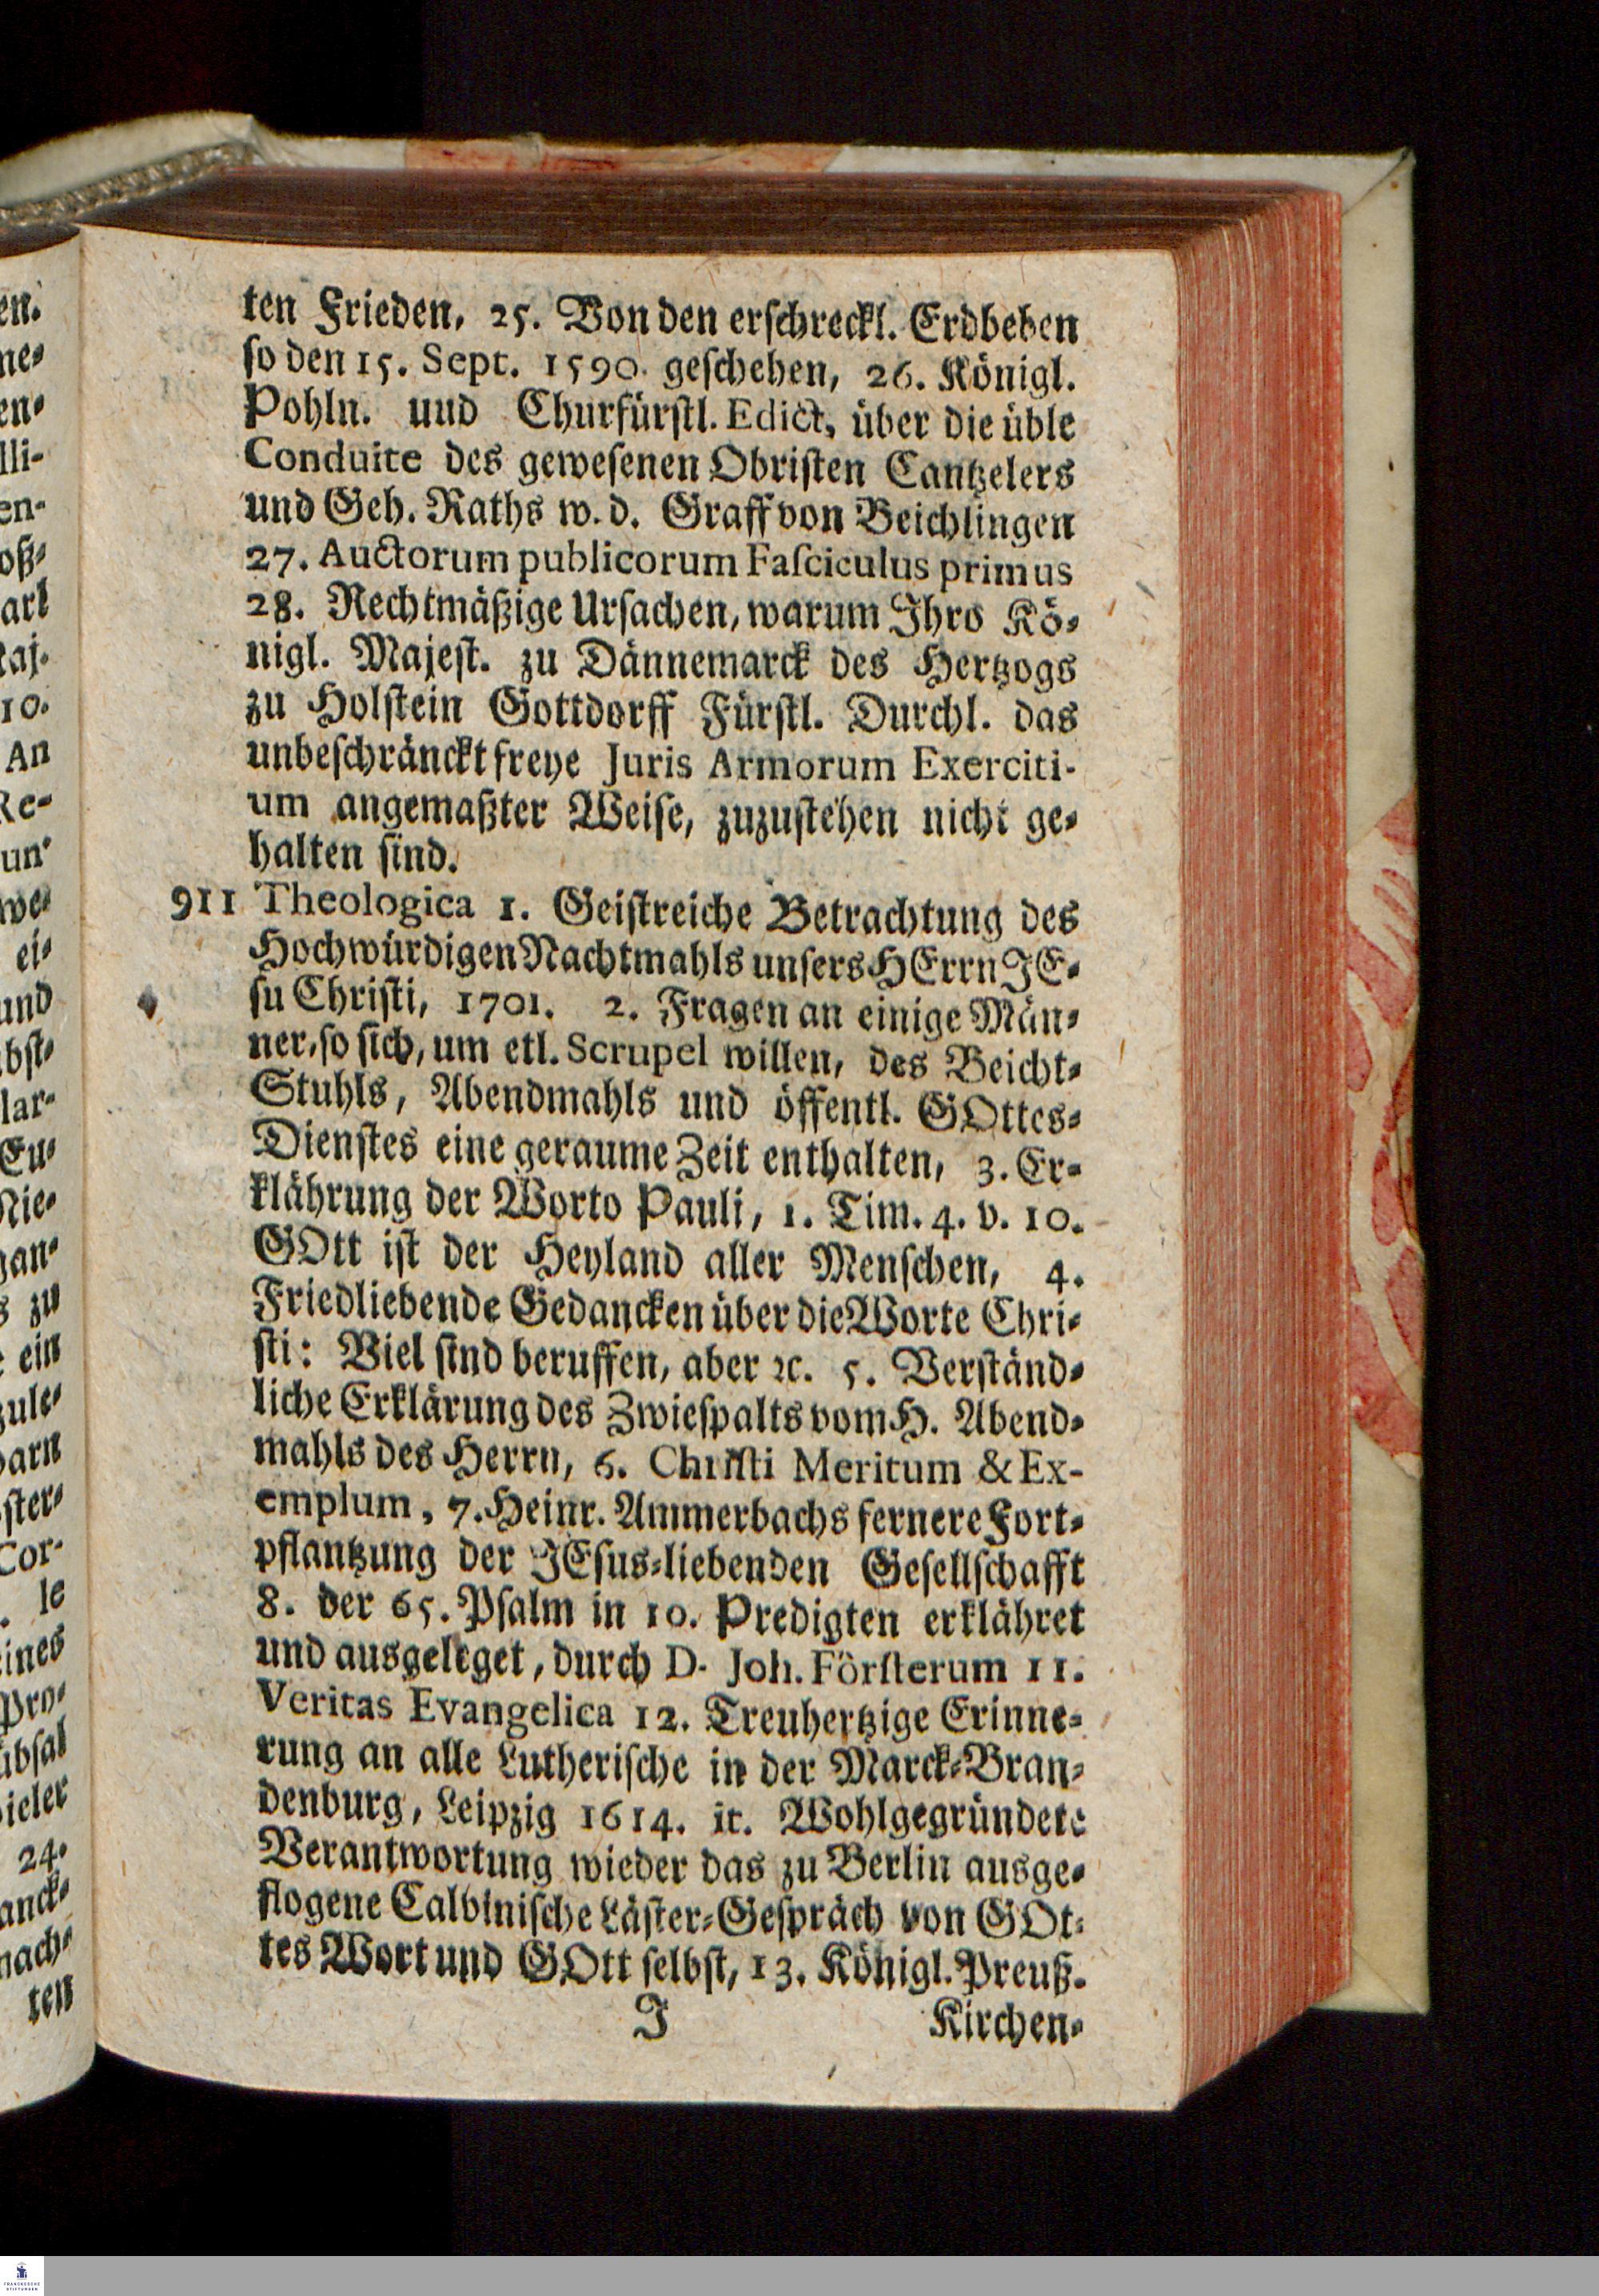 ten Frieden, 25. Von den erschreckl. Erdbeben
so den 15. Sept. 1590. geschehen, 26. Königl.
Pohln. und Churfürstl. Edict, über die üble
Conduite des gewesenen Obristen Cantzelers
und Geh. Raths w. d. Graff von Beichlingen
27. Auctorum publicorum Fasciculus primus
28. Rechtmäßige Ursachen, warum Ihro Kö-
nigl. Majest. zu Dännemarck des Hertzogs
zu Holstein Gottdorff Fürstl. Durchl. das
unbeschränckt freye Juris Armorum Exerciti-
um angemaßter Weise, zuzustehen nicht ge-
halten sind.
911 Theologica 1. Geistreiche Betrachtung des
Hochwürdigen Nachtmahls unsers HErrn JE-
su Christi, 1701. 2. Fragen an einige Män-
ner, so sich, um etl. Scrupel willen, des Beicht-
Stuhls, Abendmahls und öffentl. GOttes-
Dienstes eine geraume Zeit enthalten, 3. Er-
klährung der Worto Pauli, 1. Tim. 4. v. 10.
GOtt ist der Heyland aller Menschen, 4.
Friedliebende Gedancken über die Worte Chri-
sti: Viel sind beruffen, aber ꝛc. 5. Verständ-
liche Erklärung des Zwiespalts vom H. Abend-
mahls des Herrn, 6. Christi Meritum & Ex-
emplum, 7. Heinr. Ammerbachs fernere Fort-
pflantzung der JEsus-liebenden Gesellschafft
8. der 65. Psalm in 10. Predigten erklähret
und ausgeleget, durch D. Joh. Försterum 11.
Veritas Evangelica 12. Treuhertzige Erinne-
rung an alle Lutherische in der Marck-Bran-
denburg, Leipzig 1614. it. Wohlgegründete
Verantwortung wieder das zu Berlin ausge-
flogene Calvinische Läster-Gespräch von GOt-
tes Wort und GOtt selbst, 13. Königl. Preuß.
J Kirchen-